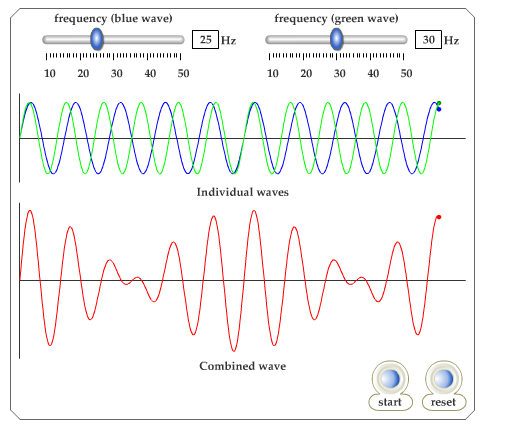 frequency (blue wave) frequency (green wave)
25 Hz 30 Hz
10 20 30 40 50 10 20 30 40 50
Individual waves
Combined wave
start reset